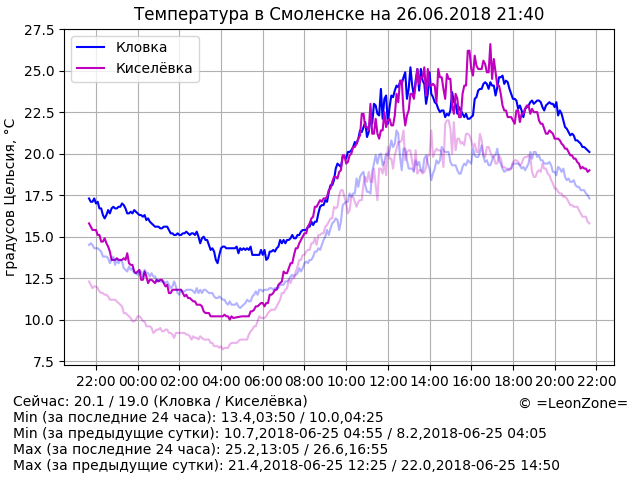 Температура в Смоленске на 26.06.2018 21:40
27.5
25.0
22.5
20.0
17.5
15.0
12.5
10.0
7.5
градусов Цельсия, °C
Кловка
Киселёвка
22:00 00:00 02:00 04:00 06:00 08:00 10:00 12:00 14:00 16:00 18:00 20:00 22:00
Сейчас: 20.1 / 19.0 (Кловка / Киселёвка)
© =LeonZone=
Min (за последние 24 часа): 13.4,03:50 / 10.0,04:25
Min (за предыдущие сутки): 10.7,2018-06-25 04:55 / 8.2,2018-06-25 04:05
Max (за последние 24 часа): 25.2,13:05 / 26.6,16:55
Max (за предыдущие сутки): 21.4,2018-06-25 12:25 / 22.0,2018-06-25 14:50